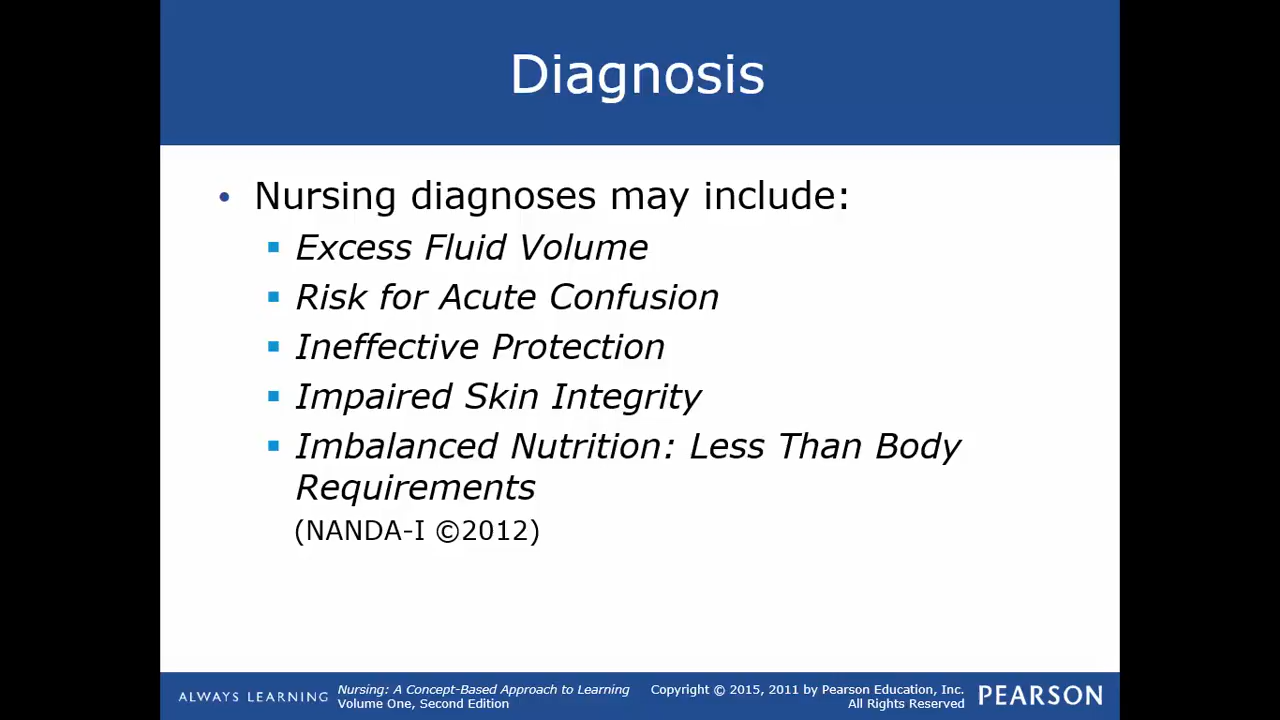 Diagnosis
• Nursing diagnoses may include:
▪ Excess Fluid Volume
▪ Risk for Acute Confusion
▪ Ineffective Protection
▪ Impaired Skin Integrity
▪ Imbalanced Nutrition: Less Than Body
Requirements
(NANDA-I ©2012)
ALWAYS LEARNING
Nursing: A Concept-Based Approach to Learning
Volume One, Second Edition
Copyright © 2015, 2011 by Pearson Education, Inc.
All Rights Reserved
PEARSON